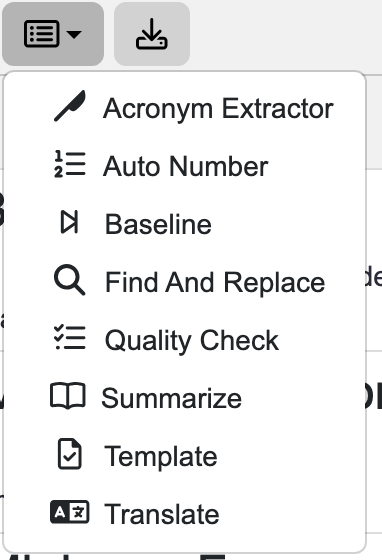 Acronym Extractor
Auto Number
Baseline
Find And Replace
Quality Check
Summarize
Template
Translate